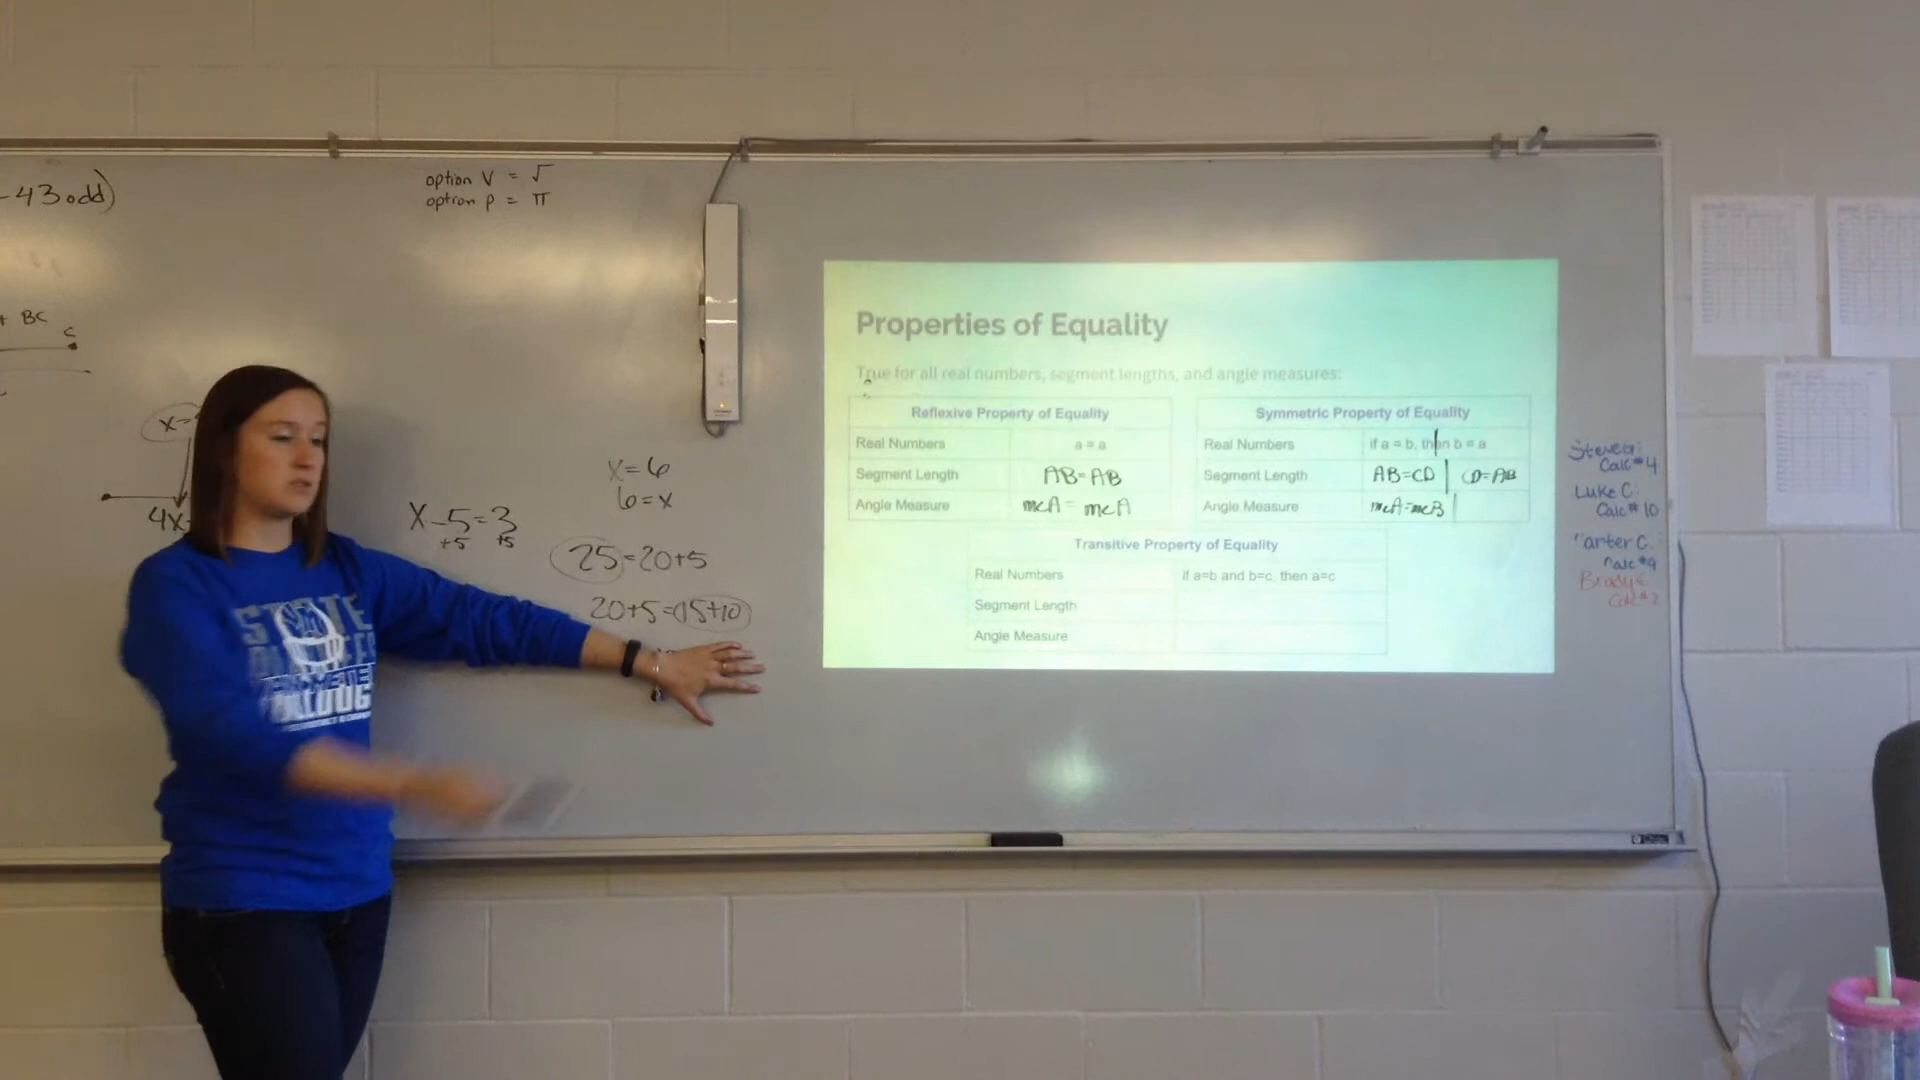 -43 odd)
option V = √
option p = π
+ BC
C
x=
4x-
X-5=3
+5 +5
x=6
6=x
25=20+5
20+5=15+10
STATE
Properties of Equality
True for all real numbers, segment lengths, and angle measures:
Reflexive Property of Equality
Real Numbers a = a
Segment Length AB=AB
Angle Measure m∠A = m∠A
Symmetric Property of Equality
Real Numbers if a = b, then b = a
Segment Length AB=CD CD=AB
Angle Measure m∠A=m∠B
Transitive Property of Equality
Real Numbers if a=b and b=c, then a=c
Segment Length
Angle Measure
Calc#4
Luke C:
Calc#10
Calc#9